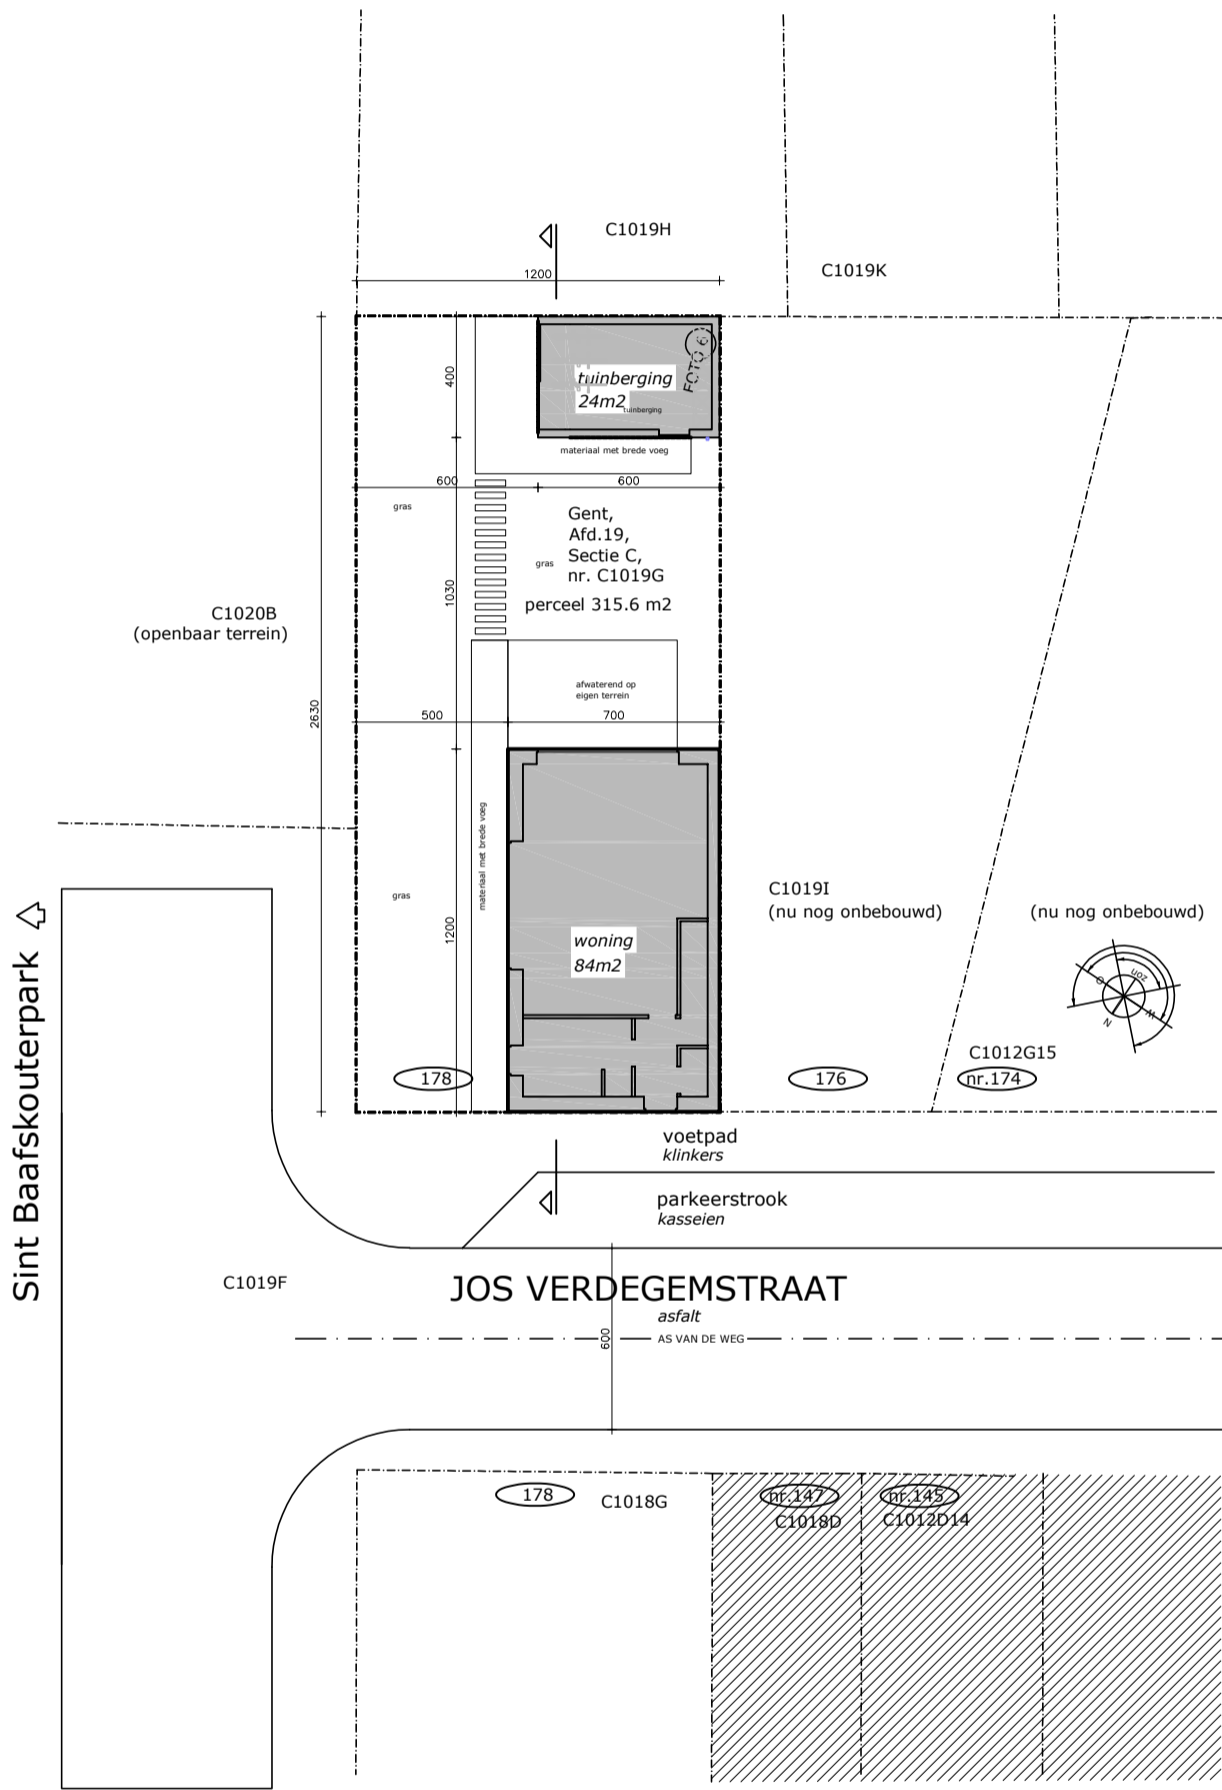 C1019H
C1019K
1200
400
FOTO 6
tuinberging
24m2
tuinberging
materiaal met brede voeg
600
600
gras
Gent,
Afd.19,
Sectie C,
nr. C1019G
gras
perceel 315.6 m2
1030
C1020B
(openbaar terrein)
afwaterend op
eigen terrein
2630
500
700
materiaal met brede voeg
gras
1200
woning
84m2
C1019I
(nu nog onbebouwd)
(nu nog onbebouwd)
zon
O
W
N
Sint Baafskouterpark
178
176
C1012G15
nr.174
voetpad
klinkers
parkeerstrook
kasseien
C1019F
JOS VERDEGEMSTRAAT
asfalt
AS VAN DE WEG
600
178
C1018G
nr.147
C1018D
nr.145
C1012D14